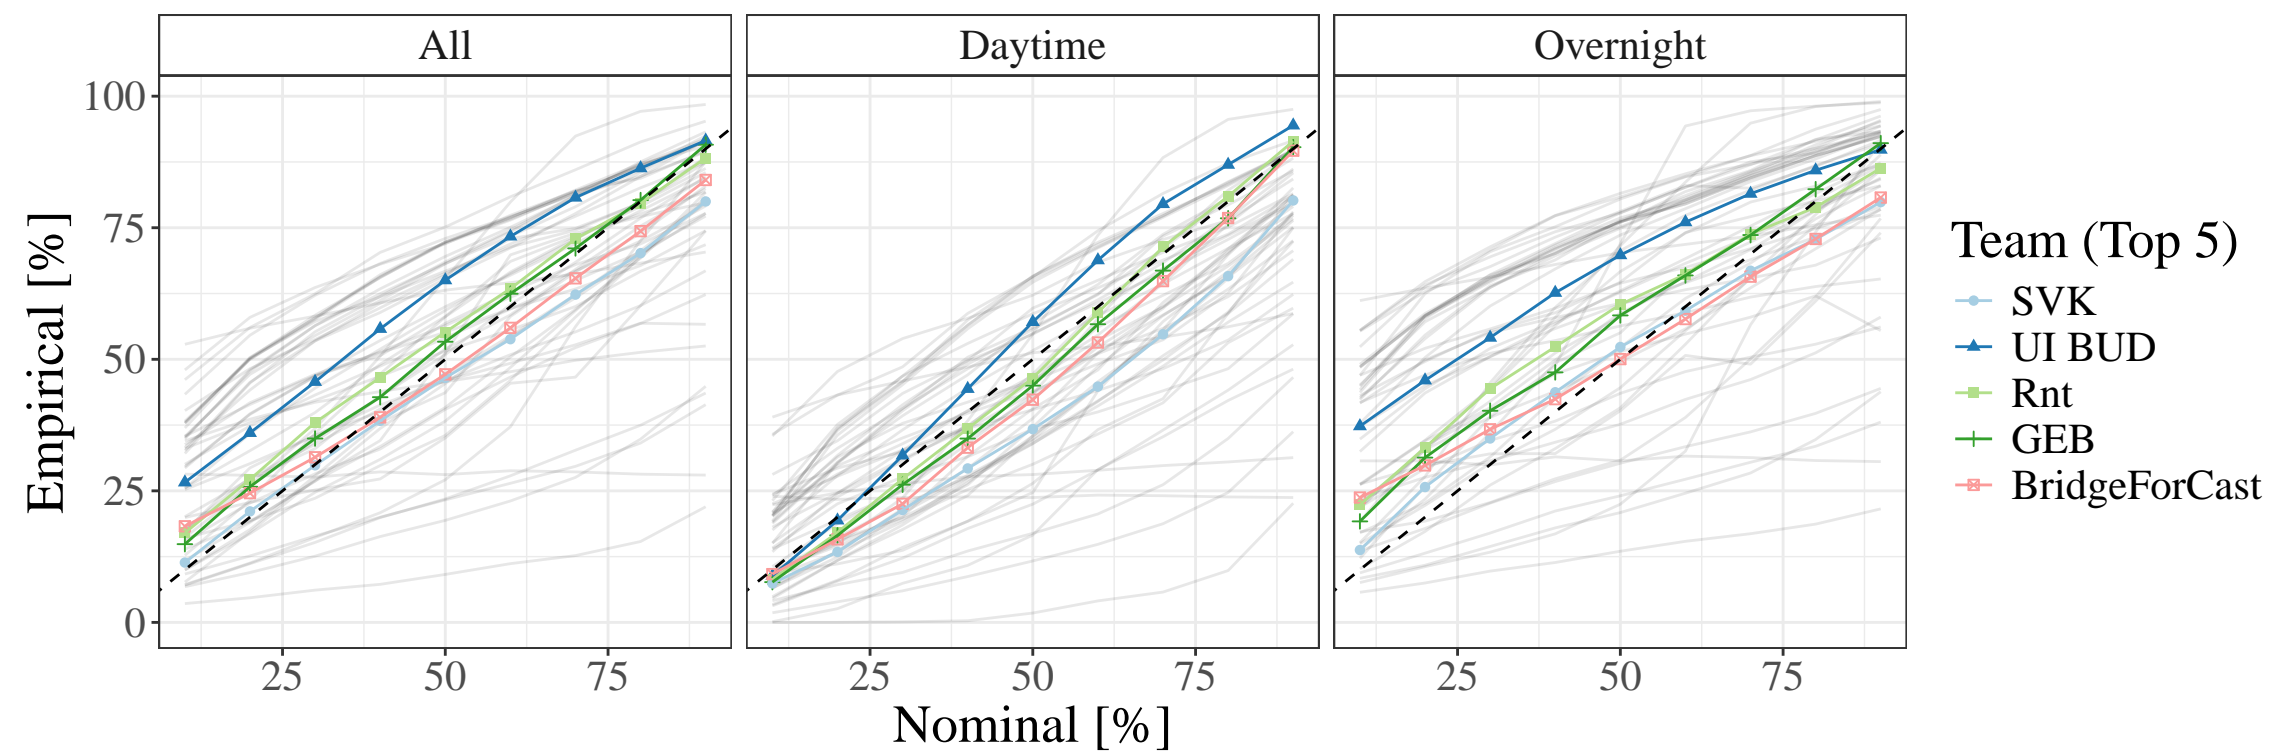 All
Daytime
Overnight
Empirical [%]
100
75
50
25
0
25 50 75
25 50 75
25 50 75
Nominal [%]
Team (Top 5)
SVK
UI BUD
Rnt
GEB
BridgeForCast